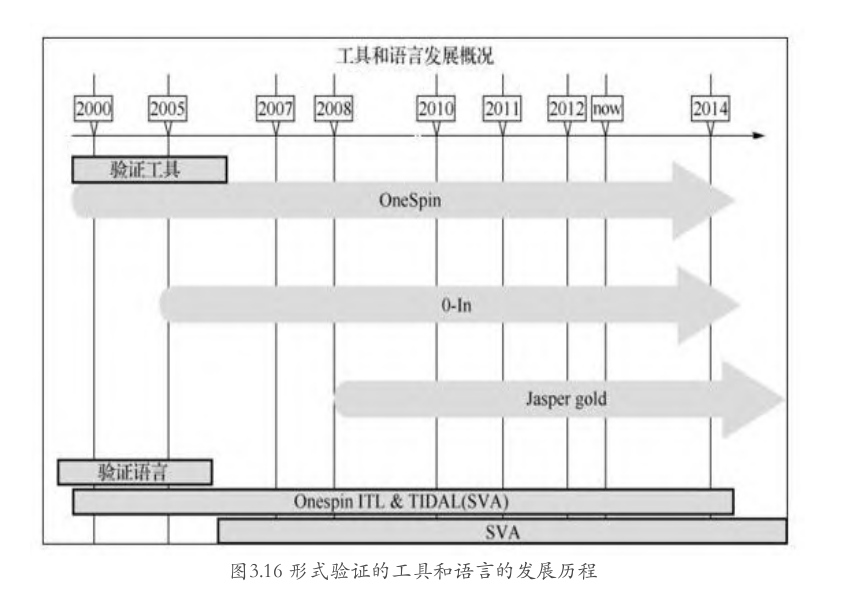 工具和语言发展概况
2000 2005 2007 2008 2010 2011 2012 now 2014
验证工具
OneSpin
0-In
Jasper gold
验证语言
Onespin ITL & TIDAL(SVA)
SVA
图3.16 形式验证的工具和语言的发展历程